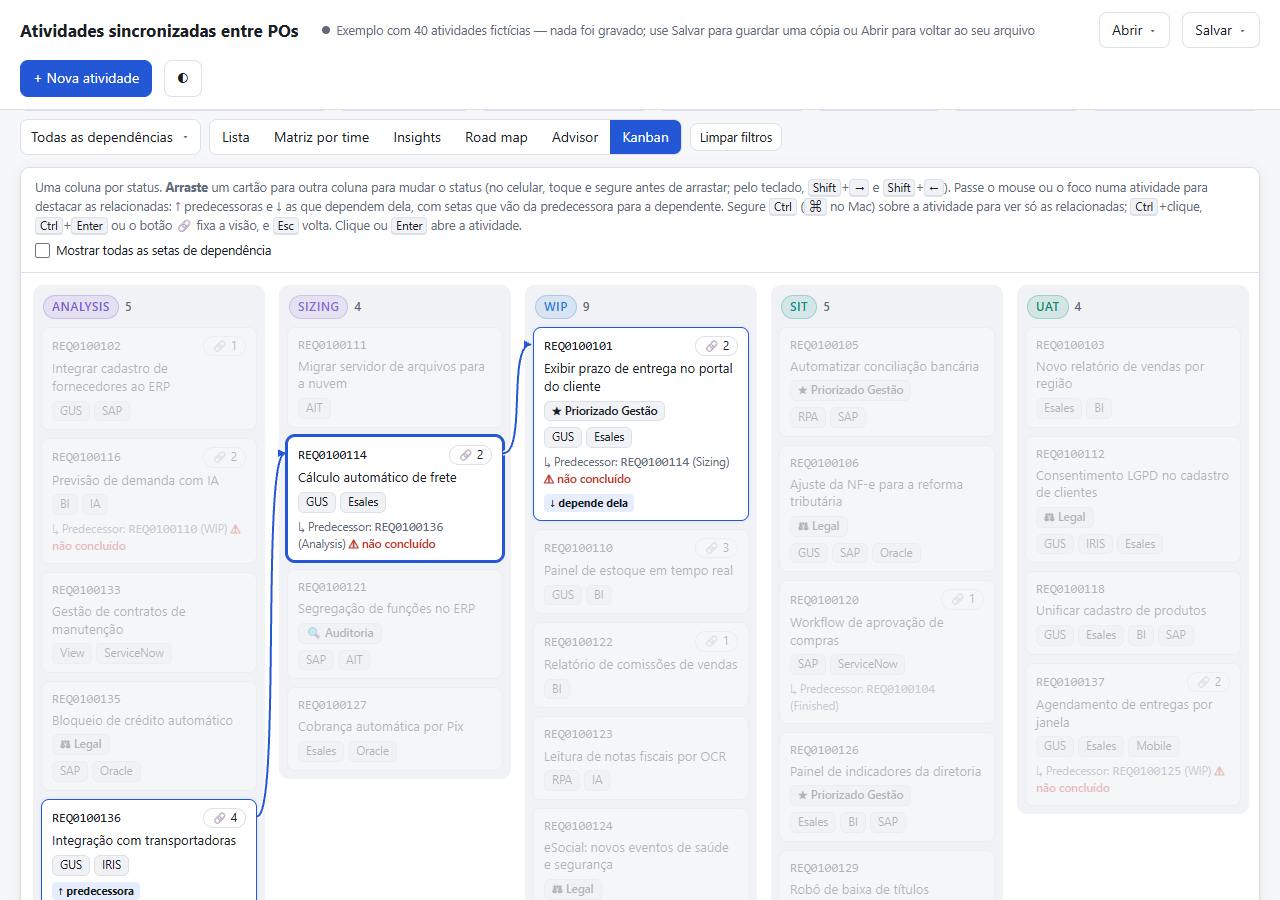 Atividades sincronizadas entre POs
Exemplo com 40 atividades fictícias — nada foi gravado; use Salvar para guardar uma cópia ou Abrir para voltar ao seu arquivo
Abrir
Salvar
+ Nova atividade
Todas as dependências
Lista
Matriz por time
Insights
Road map
Advisor
Kanban
Limpar filtros
Uma coluna por status. Arraste um cartão para outra coluna para mudar o status (no celular, toque e segure antes de arrastar; pelo teclado, Shift + → e Shift + ←). Passe o mouse ou o foco numa atividade para
destacar as relacionadas: ↑ predecessoras e ↓ as que dependem dela, com setas que vão da predecessora para a dependente. Segure Ctrl (⌘ no Mac) sobre a atividade para ver só as relacionadas; Ctrl +clique,
Ctrl + Enter ou o botão 🔗 fixa a visão, e Esc volta. Clique ou Enter abre a atividade.
Mostrar todas as setas de dependência
ANALYSIS 5
REQ0100102 🔗 1
Integrar cadastro de
fornecedores ao ERP
GUS SAP
REQ0100116 🔗 2
Previsão de demanda com IA
BI IA
↳ Predecessor: REQ0100110 (WIP) ⚠
não concluído
REQ0100133
Gestão de contratos de
manutenção
View ServiceNow
REQ0100135
Bloqueio de crédito automático
Legal
SAP Oracle
REQ0100136 🔗 4
Integração com transportadoras
GUS IRIS
↑ predecessora
SIZING 4
REQ0100111
Migrar servidor de arquivos para
a nuvem
AIT
REQ0100114 🔗 2
Cálculo automático de frete
GUS Esales
↳ Predecessor: REQ0100136
(Analysis) ⚠ não concluído
REQ0100121
Segregação de funções no ERP
🔍 Auditoria
SAP AIT
REQ0100127
Cobrança automática por Pix
Esales Oracle
WIP 9
REQ0100101 🔗 2
Exibir prazo de entrega no portal
do cliente
★ Priorizado Gestão
GUS Esales
↳ Predecessor: REQ0100114 (Sizing)
⚠ não concluído
↓ depende dela
REQ0100110 🔗 3
Painel de estoque em tempo real
GUS BI
REQ0100122 🔗 1
Relatório de comissões de vendas
BI
REQ0100123
Leitura de notas fiscais por OCR
RPA IA
REQ0100124
eSocial: novos eventos de saúde
e segurança
Legal
SIT 5
REQ0100105
Automatizar conciliação bancária
★ Priorizado Gestão
RPA SAP
REQ0100106
Ajuste da NF-e para a reforma
tributária
Legal
GUS SAP Oracle
REQ0100120 🔗 1
Workflow de aprovação de
compras
SAP ServiceNow
↳ Predecessor: REQ0100104
(Finished)
REQ0100126
Painel de indicadores da diretoria
★ Priorizado Gestão
Esales BI SAP
REQ0100129
Robô de baixa de títulos
UAT 4
REQ0100103
Novo relatório de vendas por
região
Esales BI
REQ0100112
Consentimento LGPD no cadastro
de clientes
Legal
GUS IRIS Esales
REQ0100118
Unificar cadastro de produtos
GUS Esales BI SAP
REQ0100137 🔗 2
Agendamento de entregas por
janela
GUS Esales Mobile
↳ Predecessor: REQ0100125 (WIP) ⚠
não concluído